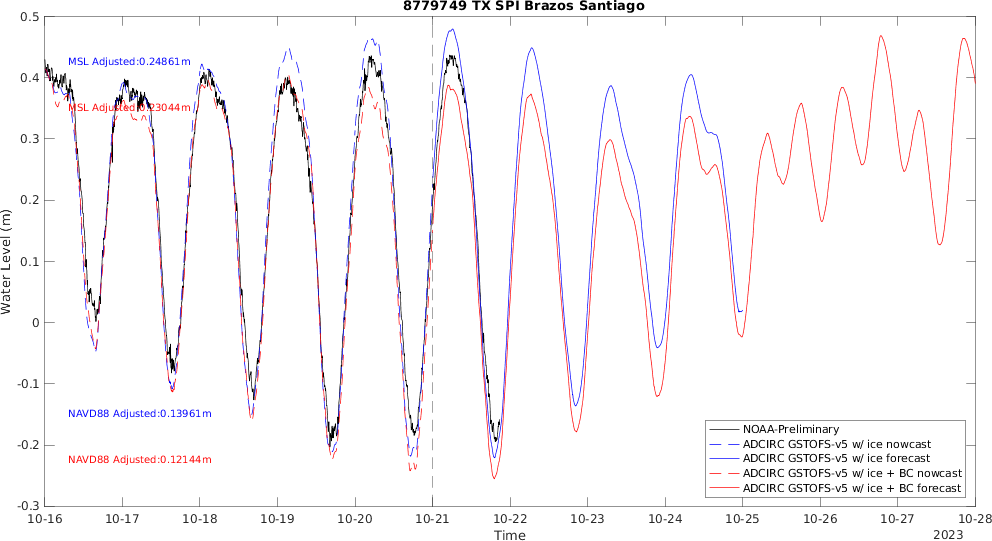 8779749 TX SPI Brazos Santiago
0.5
0.4
0.3
0.2
0.1
0
-0.1
-0.2
-0.3
Water Level (m)
MSL Adjusted:0.24861m
MSL Adjusted:0.23044m
NAVD88 Adjusted:0.13961m
NAVD88 Adjusted:0.12144m
NOAA-Preliminary
ADCIRC GSTOFS-v5 w/ ice nowcast
ADCIRC GSTOFS-v5 w/ ice forecast
ADCIRC GSTOFS-v5 w/ ice + BC nowcast
ADCIRC GSTOFS-v5 w/ ice + BC forecast
10-16 10-17 10-18 10-19 10-20 10-21 10-22 10-23 10-24 10-25 10-26 10-27 10-28
Time
2023